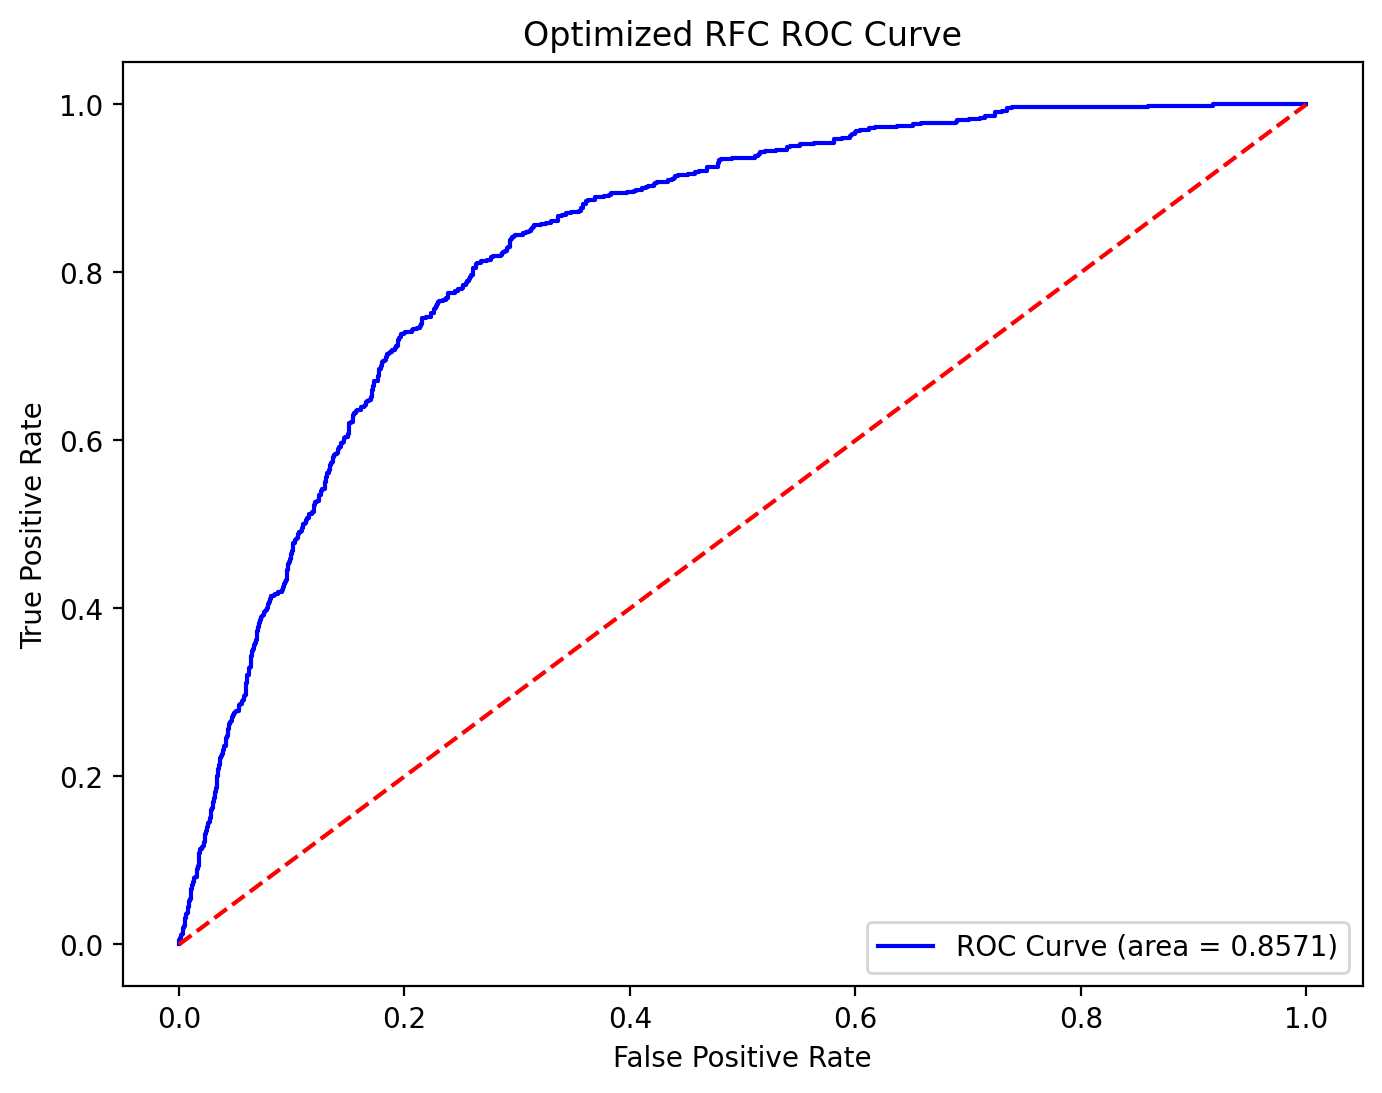 Optimized RFC ROC Curve
True Positive Rate
1.0
0.8
0.6
0.4
0.2
0.0
ROC Curve (area = 0.8571)
0.0 0.2 0.4 0.6 0.8 1.0
False Positive Rate